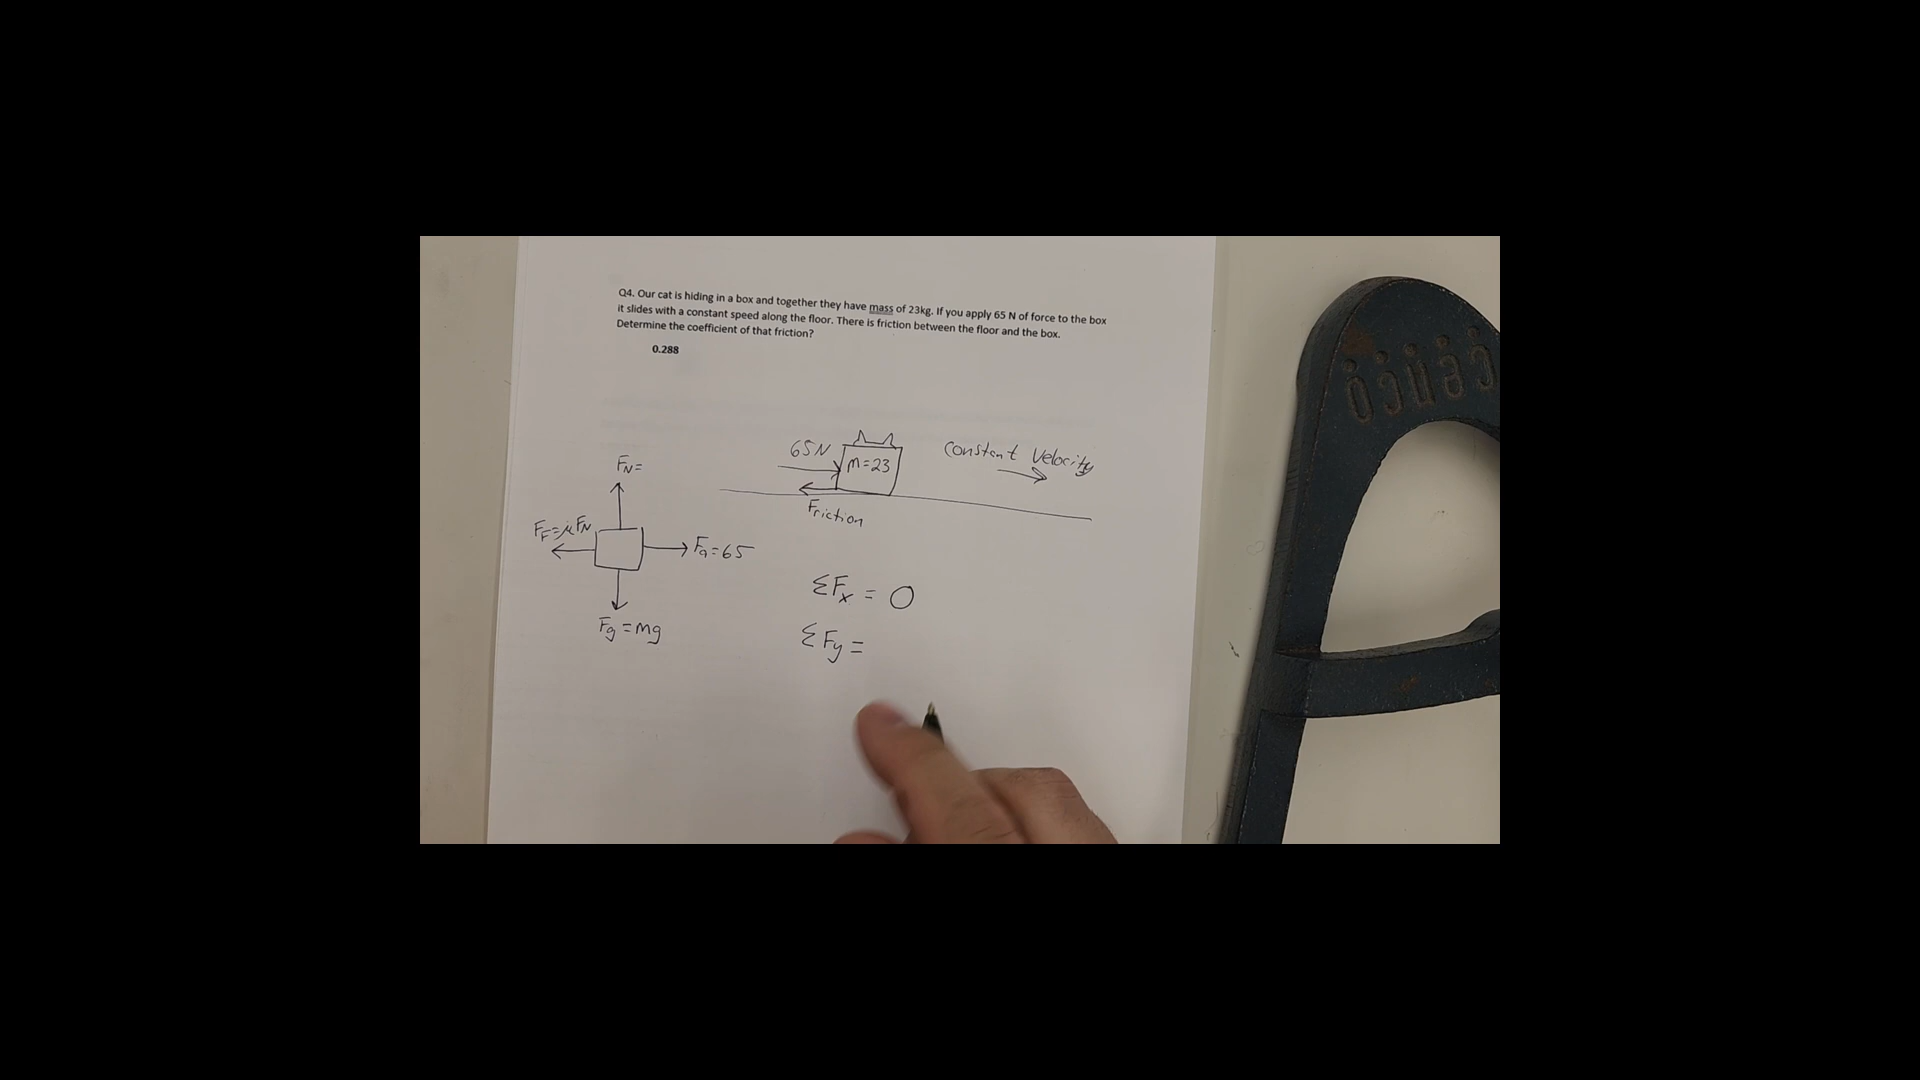 Q4. Our cat is hiding in a box and together they have mass of 23kg. If you apply 65 N of force to the box
it slides with a constant speed along the floor. There is friction between the floor and the box.
Determine the coefficient of that friction?
0.288
65N
m=23
Constant Velocity
Friction
FN=
FF=μFN
Fa=65
Fg=mg
ΣFx = 0
ΣFy =